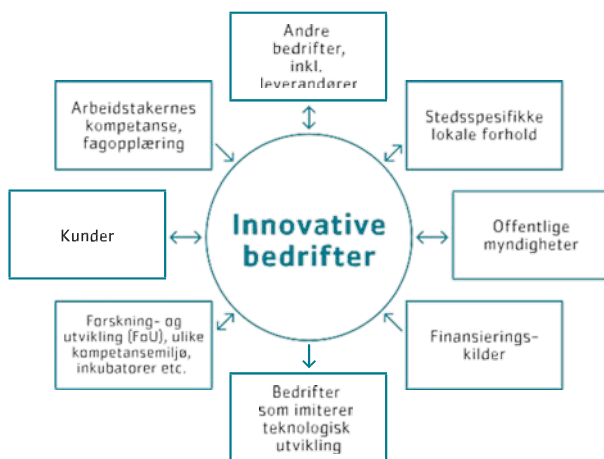 Andre
bedrifter,
inkl.
leverandører
Arbeidstakernes
kompetanse,
fagopplæring
Stedsspesifikke
lokale forhold
Kunder
Innovative
bedrifter
Offentlige
myndigheter
Forskning- og
utvikling (FoU), ulike
kompetansemiljø,
inkubatorer etc.
Finansierings-
kilder
Bedrifter
som imiterer
teknologisk
utvikling